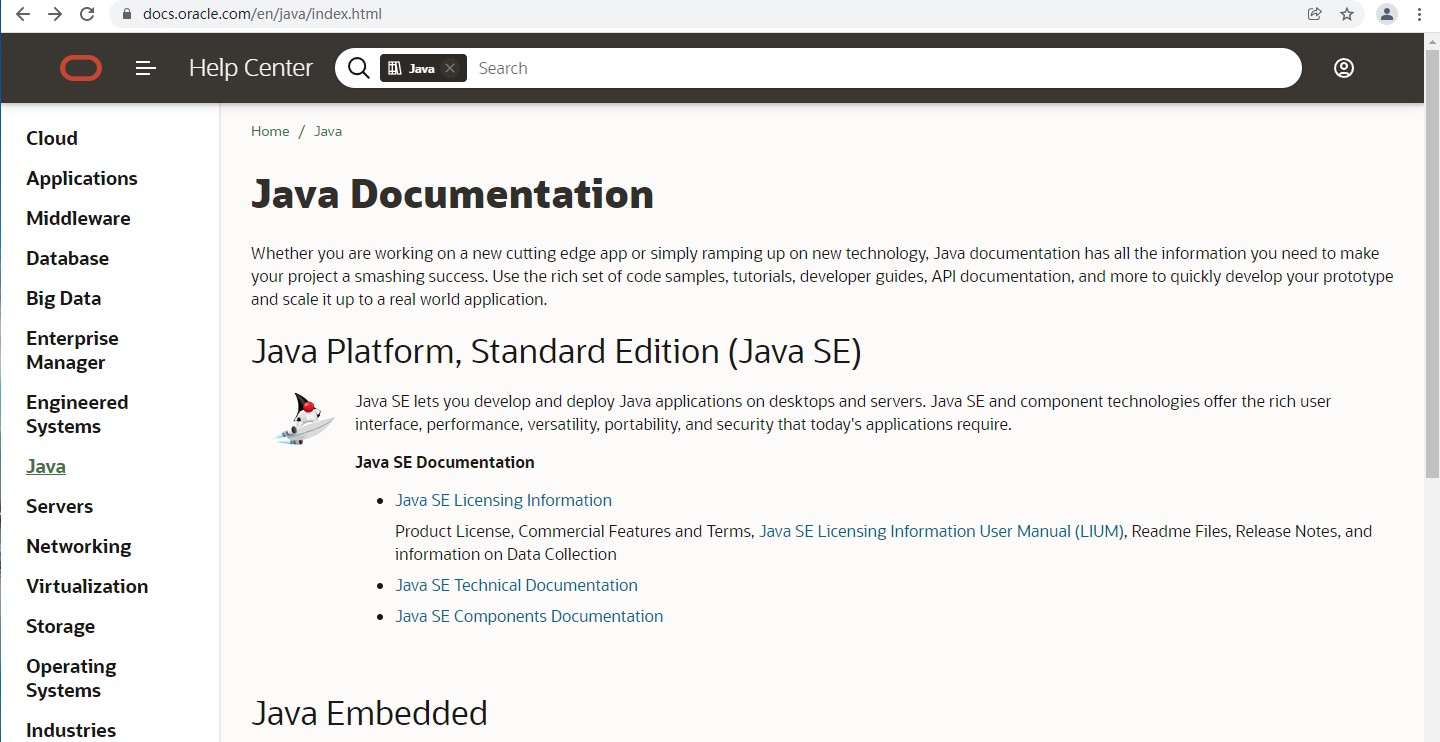 docs.oracle.com/en/java/index.html
Help Center
Java
Search
Cloud
Applications
Middleware
Database
Big Data
Enterprise
Manager
Engineered
Systems
Java
Servers
Networking
Virtualization
Storage
Operating
Systems
Industries
Home / Java
Java Documentation
Whether you are working on a new cutting edge app or simply ramping up on new technology, Java documentation has all the information you need to make
your project a smashing success. Use the rich set of code samples, tutorials, developer guides, API documentation, and more to quickly develop your prototype
and scale it up to a real world application.
Java Platform, Standard Edition (Java SE)
Java SE lets you develop and deploy Java applications on desktops and servers. Java SE and component technologies offer the rich user
interface, performance, versatility, portability, and security that today's applications require.
Java SE Documentation
• Java SE Licensing Information
Product License, Commercial Features and Terms, Java SE Licensing Information User Manual (LIUM), Readme Files, Release Notes, and
information on Data Collection
• Java SE Technical Documentation
• Java SE Components Documentation
Java Embedded